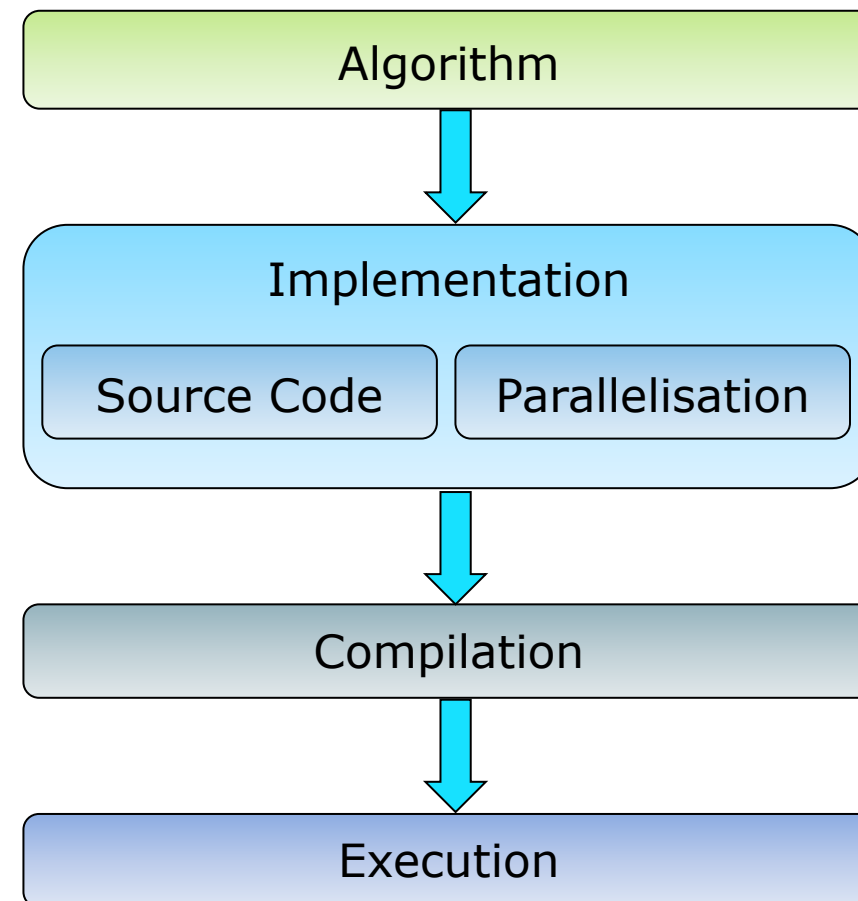 Algorithm
Implementation
Source Code Parallelisation
Compilation
Execution